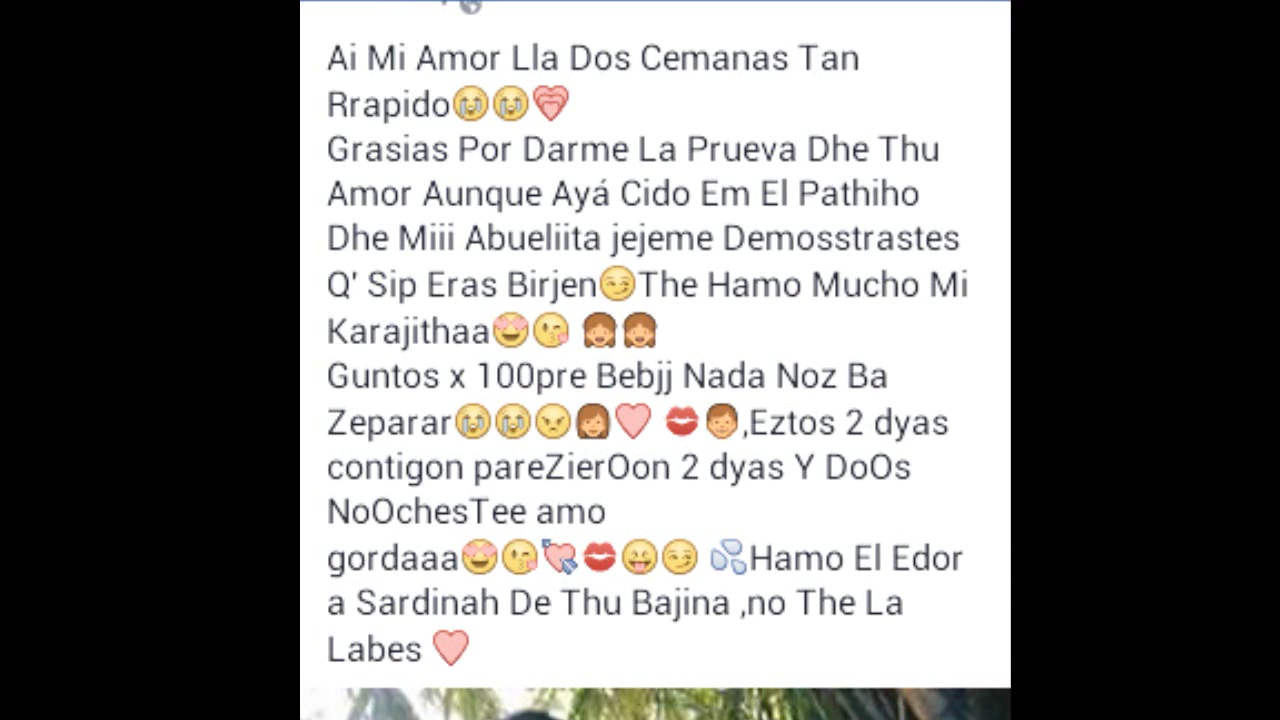 Ai Mi Amor Lla Dos Cemanas Tan
Rrapido😭😭💗
Grasias Por Darme La Prueva Dhe Thu
Amor Aunque Ayá Cido Em El Pathiho
Dhe Miii Abueliita jejeme Demosstrastes
Q' Sip Eras Birjen😏The Hamo Mucho Mi
Karajithaa😍😘 👧👧
Guntos x 100pre Bebjj Nada Noz Ba
Zeparar😭😭😠👩❤ 💋👨,Eztos 2 dyas
contigon pareZierOon 2 dyas Y DoOs
NoOchesTee amo
gordaaa😍😘💘💋😛😏 💦Hamo El Edor
a Sardinah De Thu Bajina ,no The La
Labes ❤